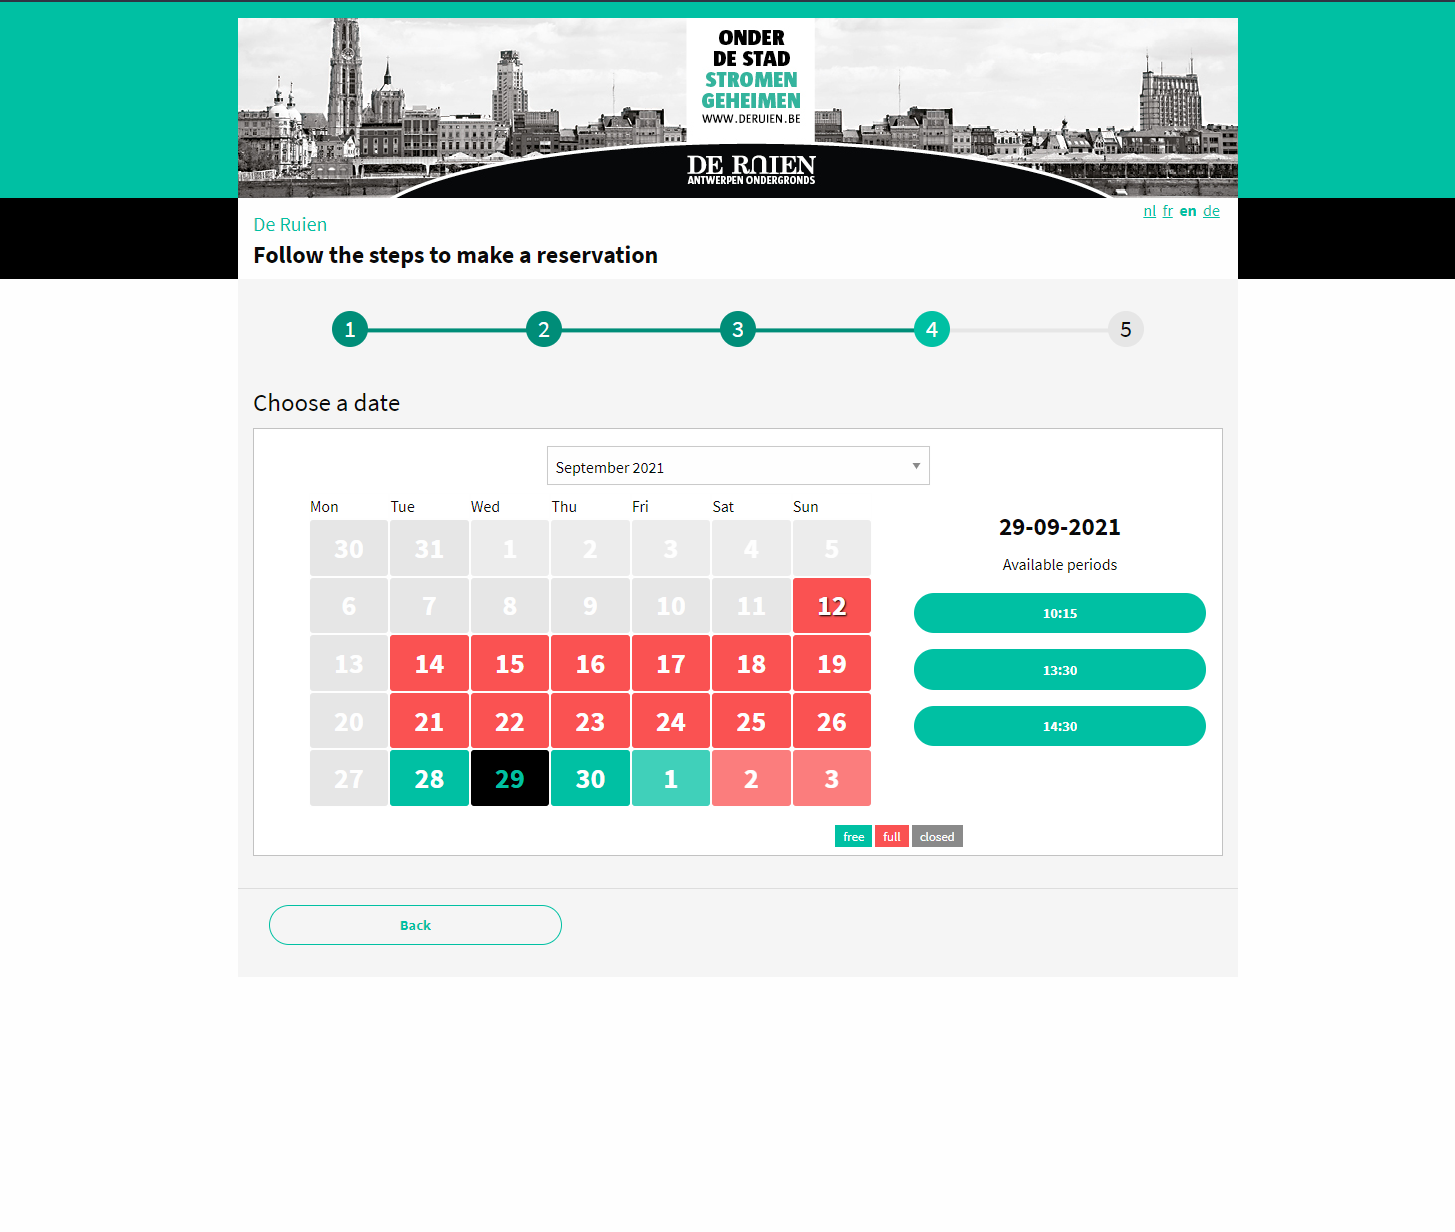 ONDER
DE STAD
STROMEN
GEHEIMEN
WWW.DERUIEN.BE
DE RUIEN
ANTWERPEN ONDERGRONDS
nl fr en de
De Ruien
Follow the steps to make a reservation
1 2 3 4 5
Choose a date
September 2021
Mon Tue Wed Thu Fri Sat Sun
30 31 1 2 3 4 5
6 7 8 9 10 11 12
13 14 15 16 17 18 19
20 21 22 23 24 25 26
27 28 29 30 1 2 3
29-09-2021
Available periods
10:15
13:30
14:30
free full closed
Back